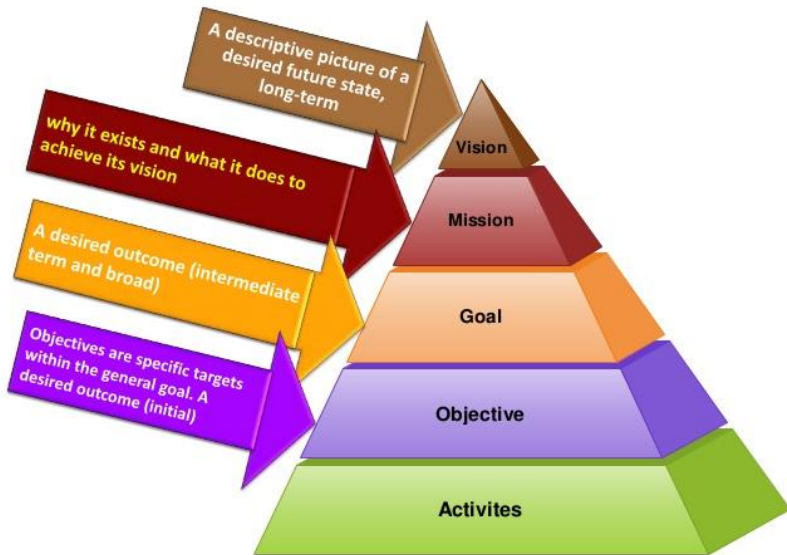 A descriptive picture of a
desired future state,
long-term
Vision
why it exists and what it does to
achieve its vision
Mission
A desired outcome (intermediate
term and broad)
Goal
Objectives are specific targets
within the general goal. A
desired outcome (initial)
Objective
Activites